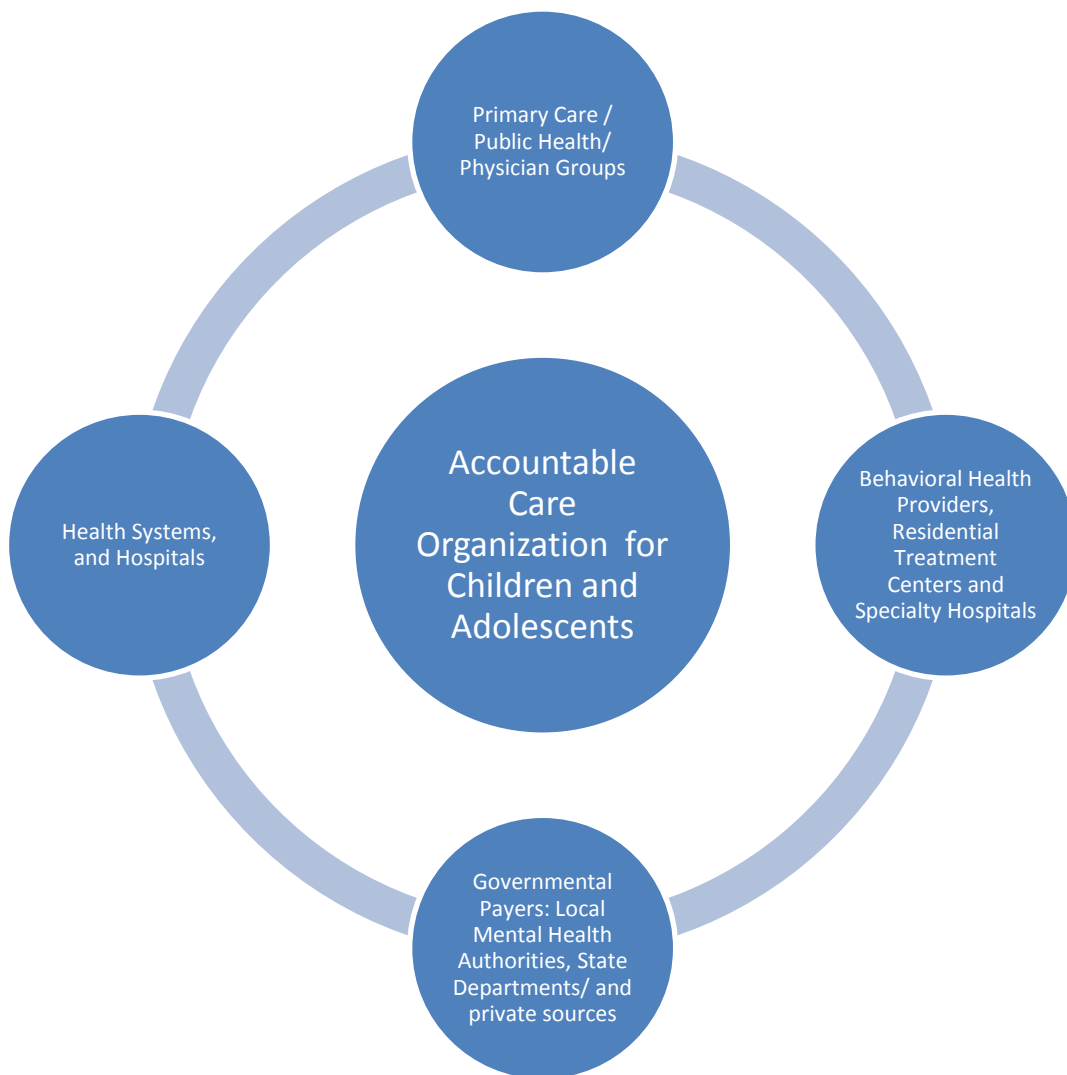 Primary Care /
Public Health/
Physician Groups
Accountable
Care
Organization for
Children and
Adolescents
Health Systems,
and Hospitals
Behavioral Health
Providers,
Residential
Treatment
Centers and
Specialty Hospitals
Governmental
Payers: Local
Mental Health
Authorities, State
Departments/ and
private sources